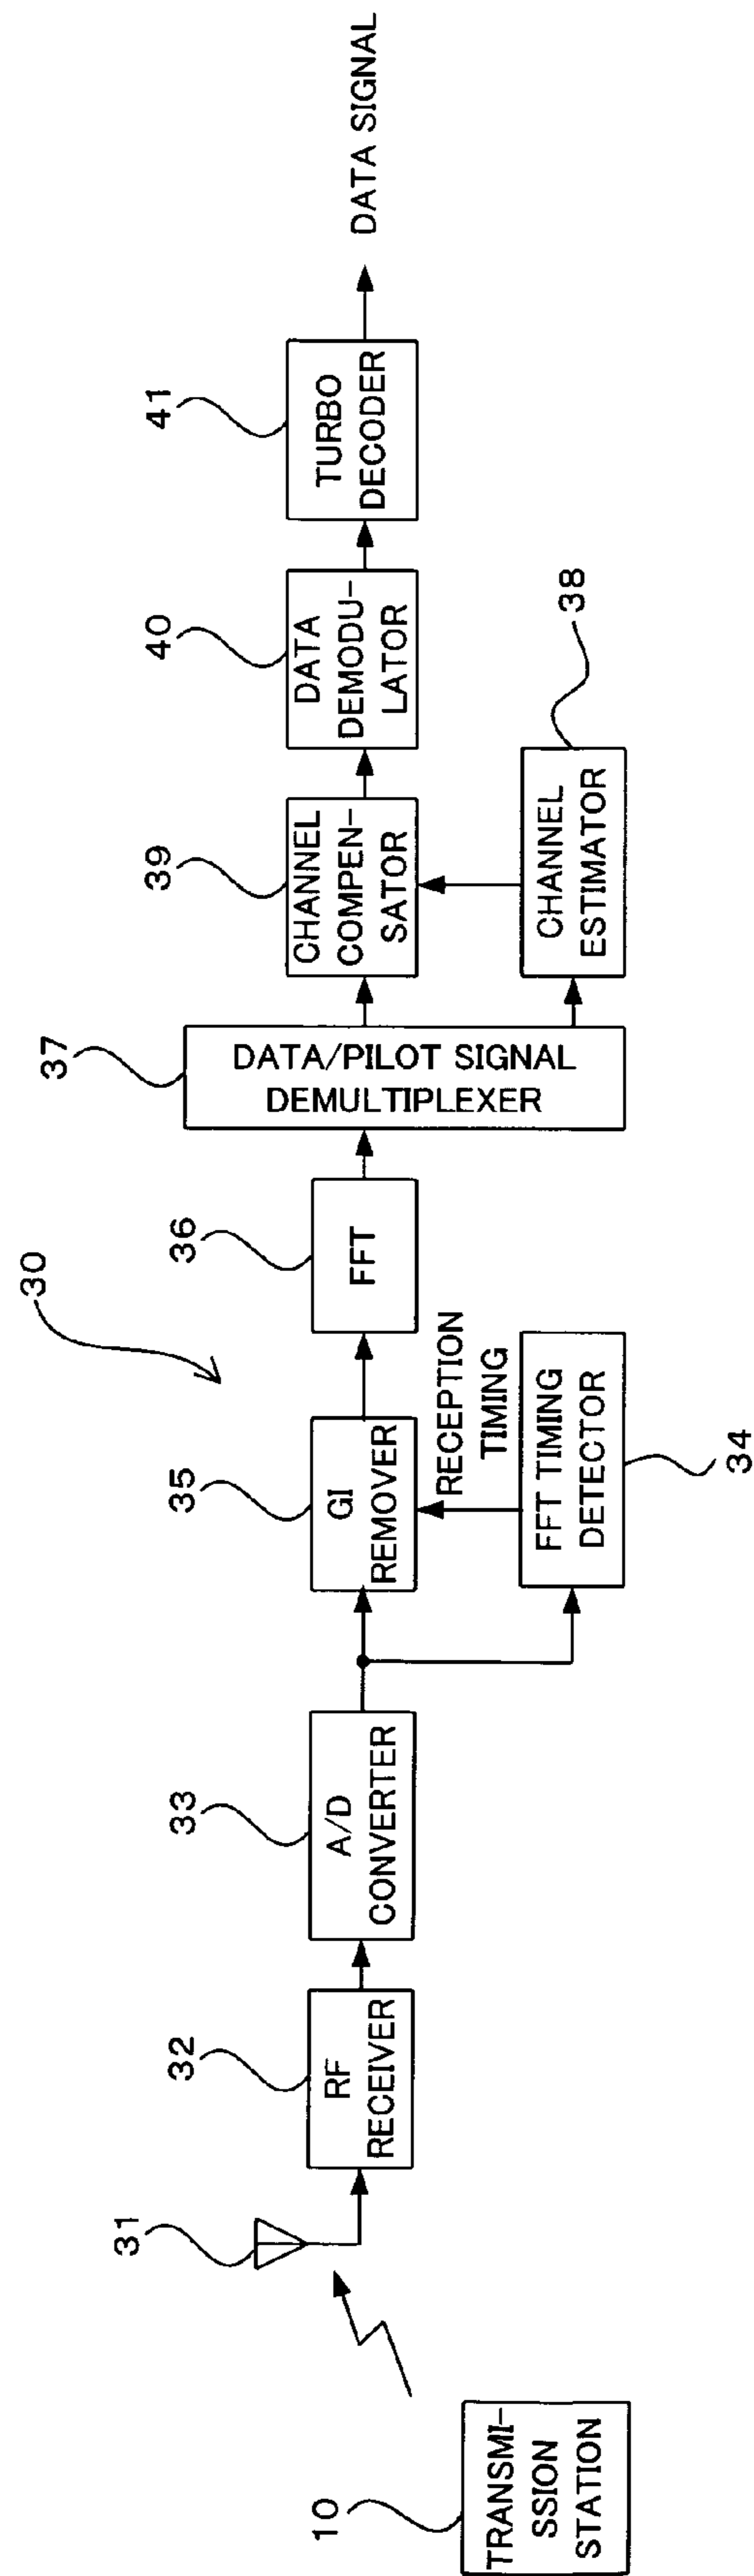 30
10
TRANSMI-
SSION
STATION
31
32
RF
RECEIVER
33
A/D
CONVERTER
35
GI
REMOVER
RECEPTION
TIMING
34
FFT TIMING
DETECTOR
36
FFT
37
DATA/PILOT SIGNAL
DEMULTIPLEXER
39
CHANNEL
COMPEN-
SATOR
38
CHANNEL
ESTIMATOR
40
DATA
DEMODU-
LATOR
41
TURBO
DECODER
DATA SIGNAL